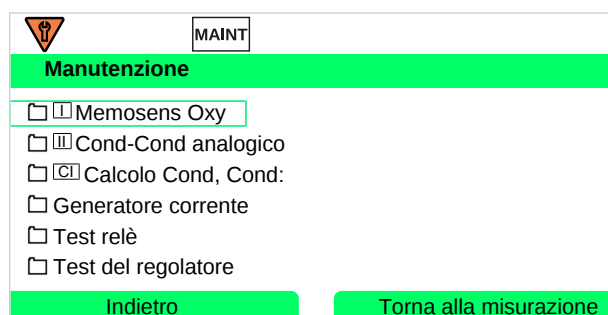 MAINT
Manutenzione
I Memosens Oxy
II Cond-Cond analogico
CI Calcolo Cond, Cond:
Generatore corrente
Test relè
Test del regolatore
Indietro Torna alla misurazione